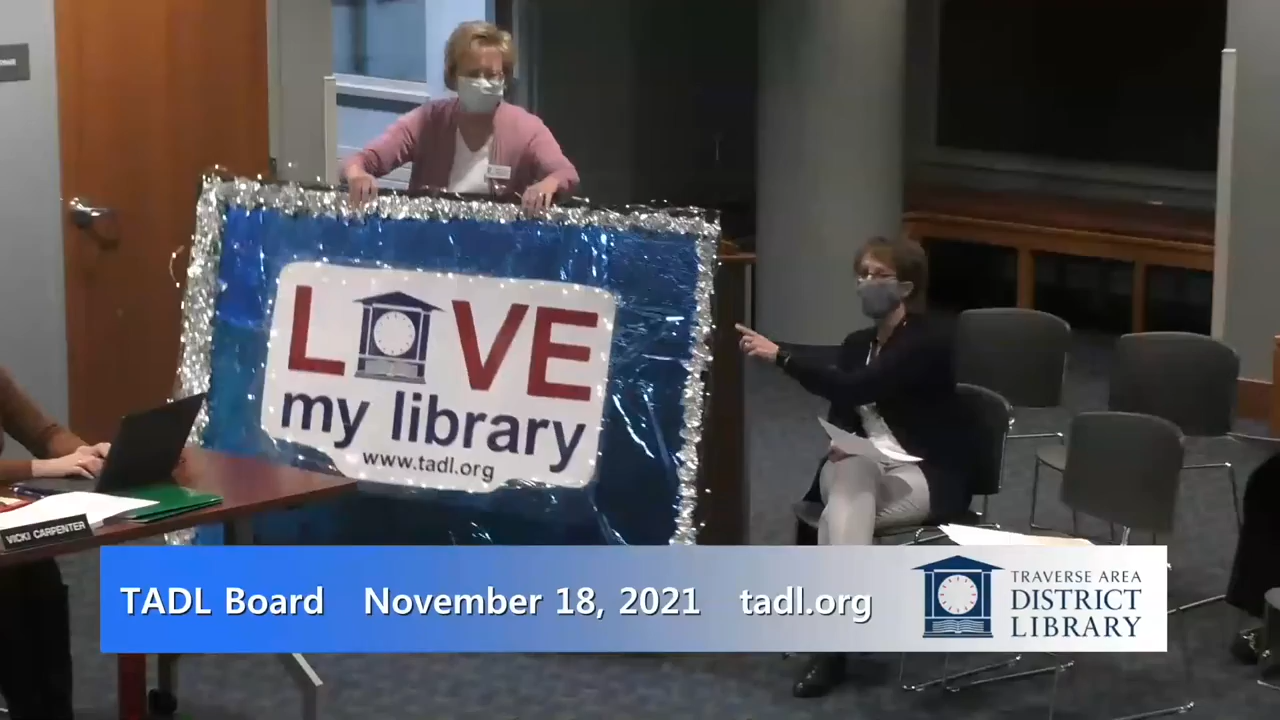 LOVE
my library
www.tadl.org
VICKI CARPENTER
TADL Board November 18, 2021 tadl.org
TRAVERSE AREA
DISTRICT
LIBRARY